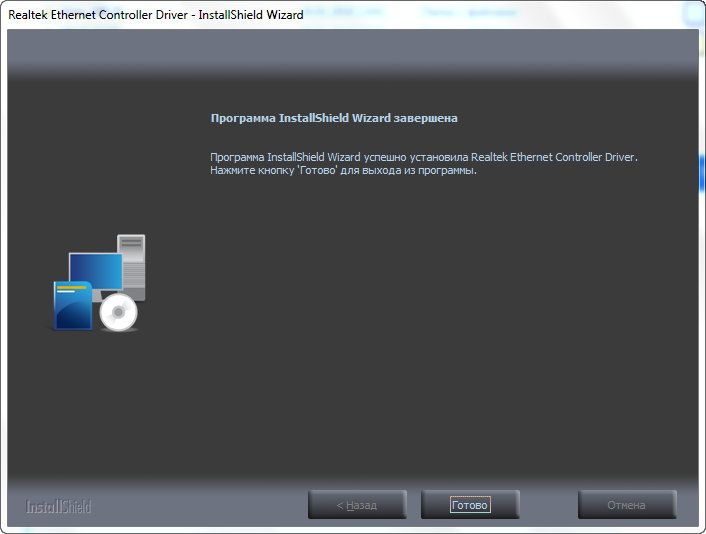 Realtek Ethernet Controller Driver - InstallShield Wizard
Программа InstallShield Wizard завершена
Программа InstallShield Wizard успешно установила Realtek Ethernet Controller Driver.
Нажмите кнопку 'Готово' для выхода из программы.
InstallShield
< Назад
Готово
Отмена